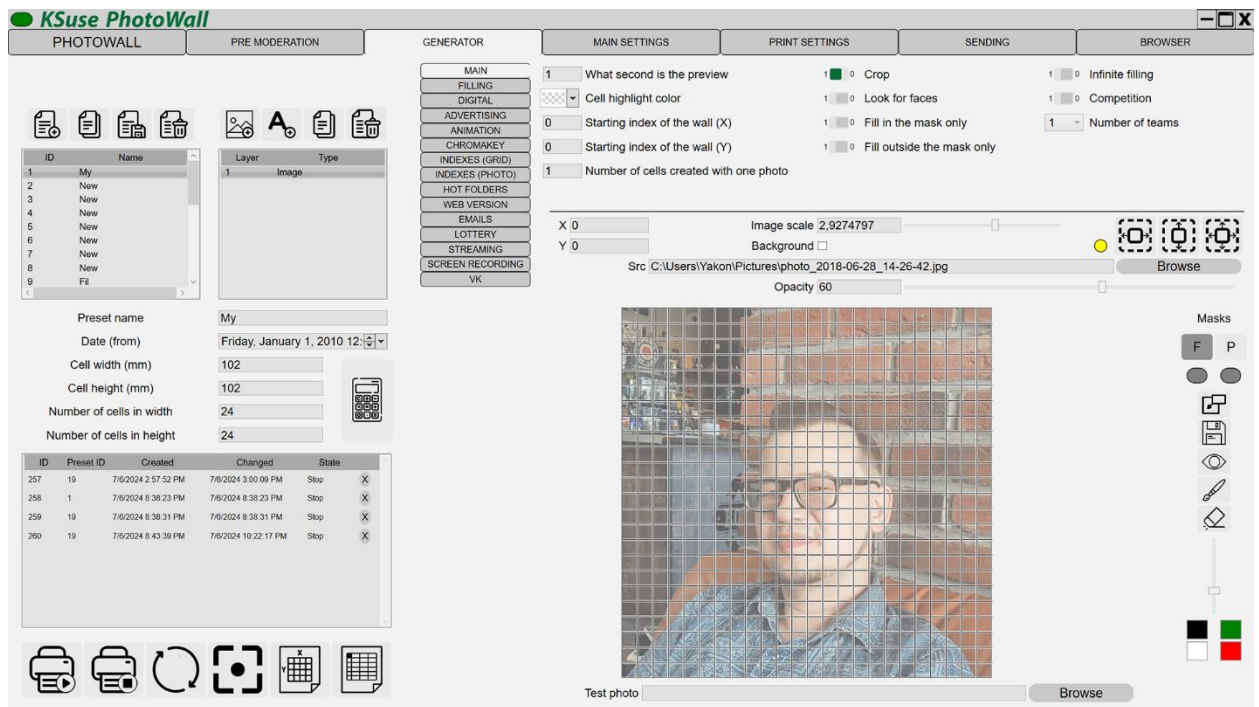 KSuse PhotoWall
PHOTOWALL PRE MODERATION GENERATOR MAIN SETTINGS PRINT SETTINGS SENDING BROWSER
ID Name
1 My
2 New
3 New
4 New
5 New
6 New
7 New
8 New
9 Fil
Layer Type
1 Image
Preset name My
Date (from) Friday, January 1, 2010 12:
Cell width (mm) 102
Cell height (mm) 102
Number of cells in width 24
Number of cells in height 24
ID Preset ID Created Changed State
257 19 7/6/2024 2:57:52 PM 7/6/2024 3:00:09 PM Stop X
258 1 7/6/2024 8:38:23 PM 7/6/2024 8:38:23 PM Stop X
259 19 7/6/2024 8:38:31 PM 7/6/2024 8:38:31 PM Stop X
260 19 7/6/2024 8:43:39 PM 7/6/2024 10:22:17 PM Stop X
X
Y
MAIN
FILLING
DIGITAL
ADVERTISING
ANIMATION
CHROMAKEY
INDEXES (GRID)
INDEXES (PHOTO)
HOT FOLDERS
WEB VERSION
EMAILS
LOTTERY
STREAMING
SCREEN RECORDING
VK
1 What second is the preview 1 0 Crop 1 0 Infinite filling
Cell highlight color 1 0 Look for faces 1 0 Competition
0 Starting index of the wall (X) 1 0 Fill in the mask only 1 Number of teams
0 Starting index of the wall (Y) 1 0 Fill outside the mask only
1 Number of cells created with one photo
X 0 Image scale 2,9274797
Y 0 Background
Src C:\Users\Yakon\Pictures\photo_2018-06-28_14-26-42.jpg Browse
Opacity 60
Masks
F P
Test photo Browse